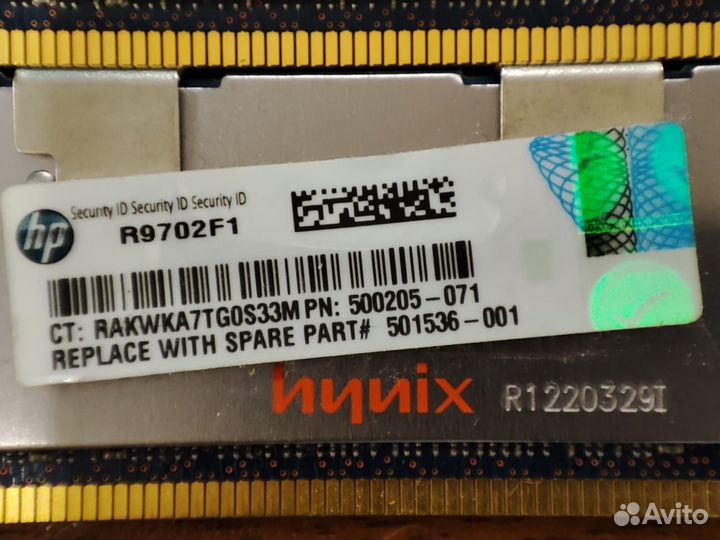 hp
Security ID Security ID Security ID
R9702F1
CT: RAKWKA7TG0S33M PN: 500205-071
REPLACE WITH SPARE PART# 501536-001
hynix R1220329I
Avito